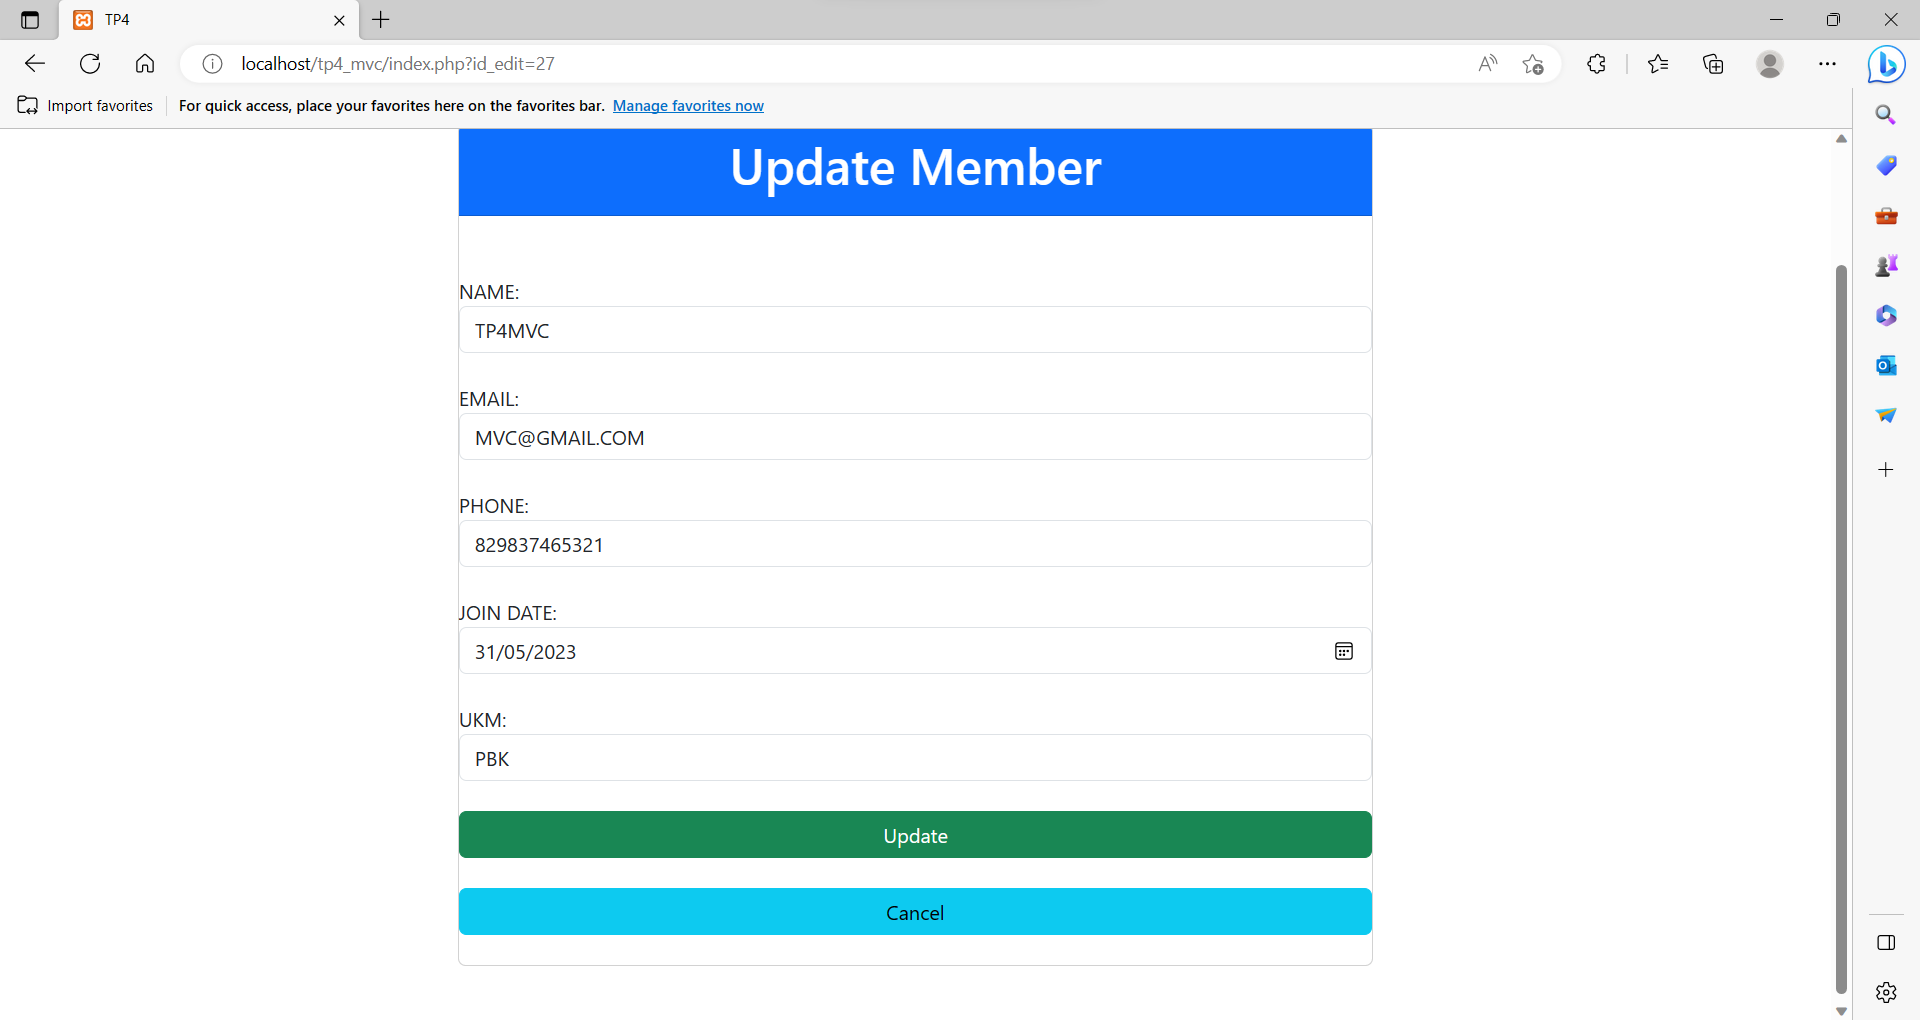 TP4
localhost/tp4_mvc/index.php?id_edit=27
Import favorites
For quick access, place your favorites here on the favorites bar. Manage favorites now
Update Member
NAME:
TP4MVC
EMAIL:
MVC@GMAIL.COM
PHONE:
829837465321
JOIN DATE:
31/05/2023
UKM:
PBK
Update
Cancel